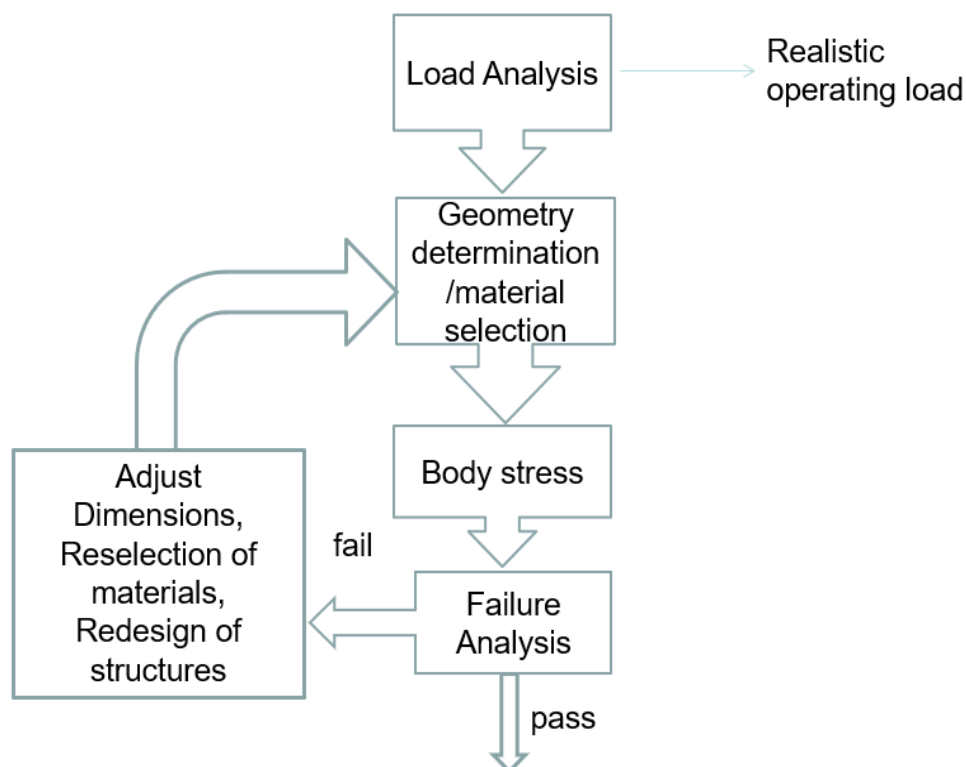 Load Analysis
Realistic
operating load
Geometry
determination
/material
selection
Body stress
Adjust
Dimensions,
Reselection of
materials,
Redesign of
structures
fail
Failure
Analysis
pass